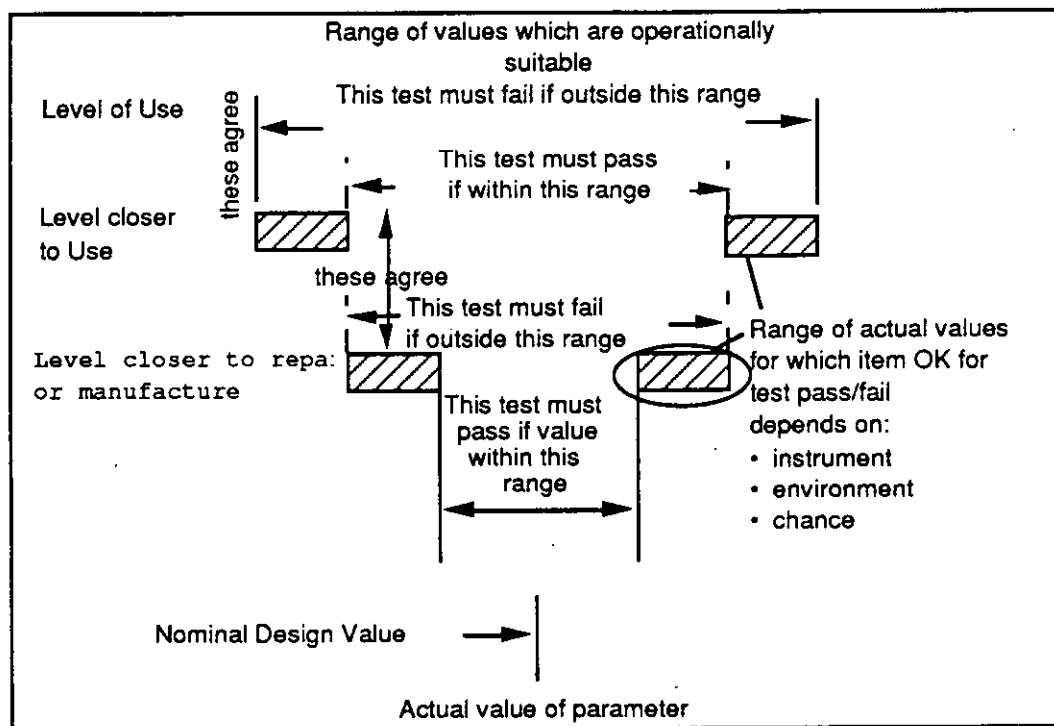 Range of values which are operationally
suitable
This test must fail if outside this range
Level of Use
these agree
This test must pass
if within this range
Level closer
to Use
these agree
This test must fail
if outside this range
Level closer to repa:
or manufacture
Range of actual values
for which item OK for
test pass/fail
depends on:
• instrument
• environment
• chance
This test must
pass if value
within this
range
Nominal Design Value
Actual value of parameter